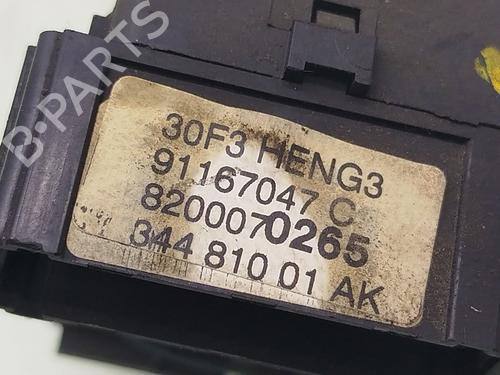 B-PARTS
30F3 HENG3
91167047 C
8200070265
344 810 01 AK